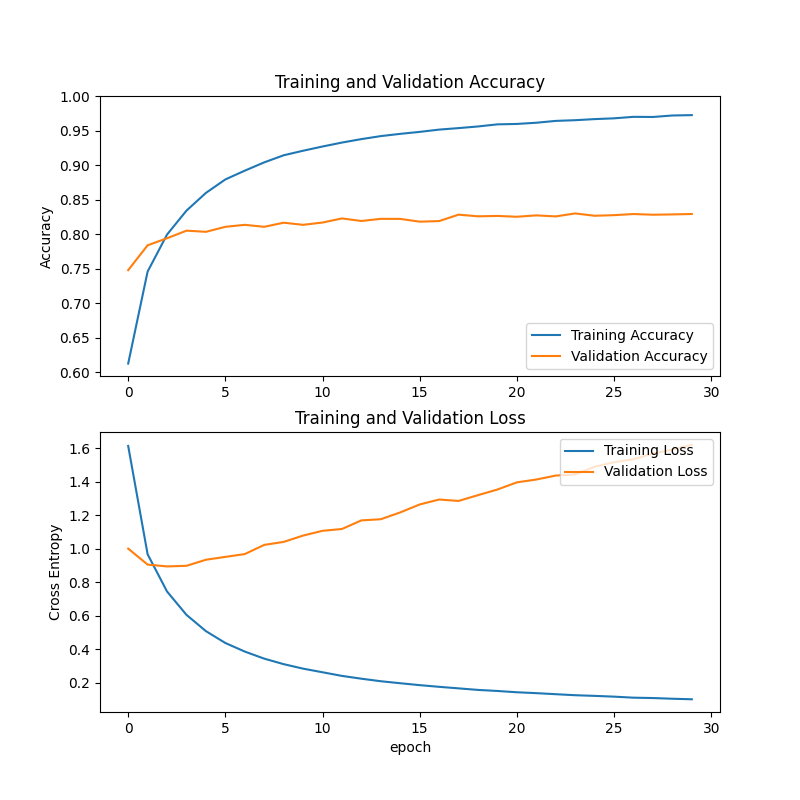 Training and Validation Accuracy
1.00
0.95
0.90
0.85
0.80
0.75
0.70
0.65
0.60
Accuracy
Training Accuracy
Validation Accuracy
0 5 10 15 20 25 30
Training and Validation Loss
1.6
1.4
1.2
1.0
0.8
0.6
0.4
0.2
Cross Entropy
Training Loss
Validation Loss
0 5 10 15 20 25 30
epoch